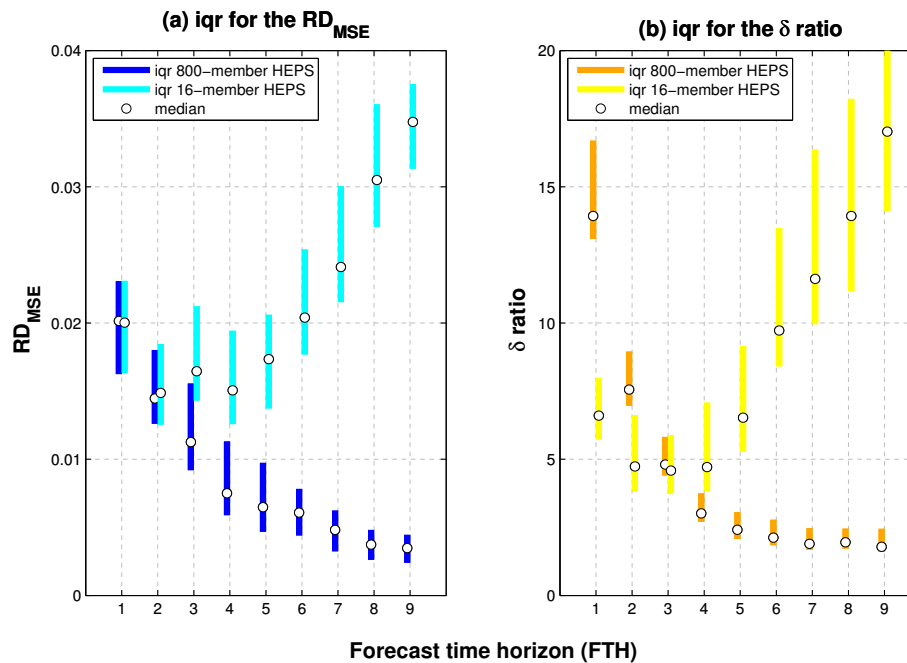 (a) iqr for the RD_MSE
0.04
0.03
0.02
0.01
0
RD_MSE
iqr 800−member HEPS
iqr 16−member HEPS
median
1 2 3 4 5 6 7 8 9
(b) iqr for the δ ratio
20
15
10
5
0
δ ratio
iqr 800−member HEPS
iqr 16−member HEPS
median
1 2 3 4 5 6 7 8 9
Forecast time horizon (FTH)